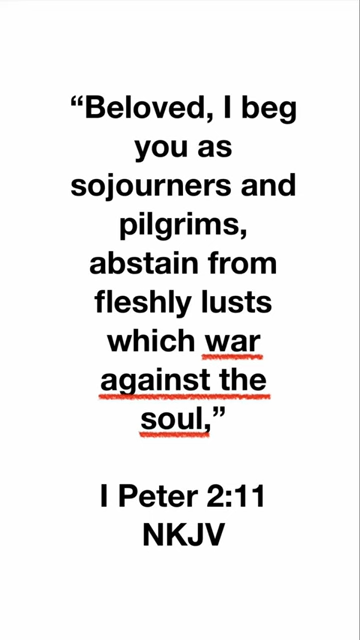 “Beloved, I beg
you as
sojourners and
pilgrims,
abstain from
fleshly lusts
which war
against the
soul,”
I Peter 2:11
NKJV